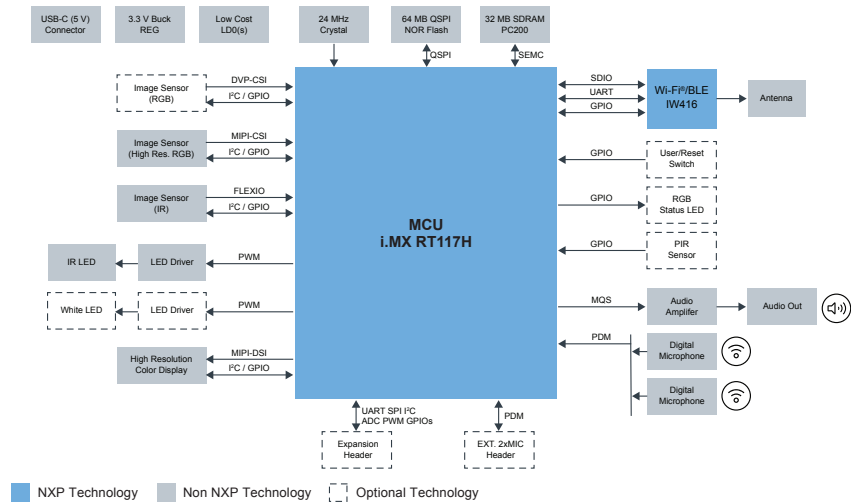 USB-C (5 V)
Connector
3.3 V Buck
REG
Low Cost
LD0(s)
24 MHz
Crystal
64 MB QSPI
NOR Flash
32 MB SDRAM
PC200
QSPI
SEMC
Image Sensor
(RGB)
DVP-CSI
I²C / GPIO
Image Sensor
(High Res. RGB)
MIPI-CSI
I²C / GPIO
Image Sensor
(IR)
FLEXIO
I²C / GPIO
IR LED
LED Driver
PWM
White LED
LED Driver
PWM
High Resolution
Color Display
MIPI-DSI
I²C / GPIO
MCU
i.MX RT117H
SDIO
UART
GPIO
Wi-Fi®/BLE
IW416
Antenna
GPIO
User/Reset
Switch
GPIO
RGB
Status LED
GPIO
PIR
Sensor
MQS
Audio
Amplifer
Audio Out
PDM
Digital
Microphone
Digital
Microphone
UART SPI I²C
ADC PWM GPIOs
Expansion
Header
PDM
EXT. 2xMIC
Header
NXP Technology
Non NXP Technology
Optional Technology